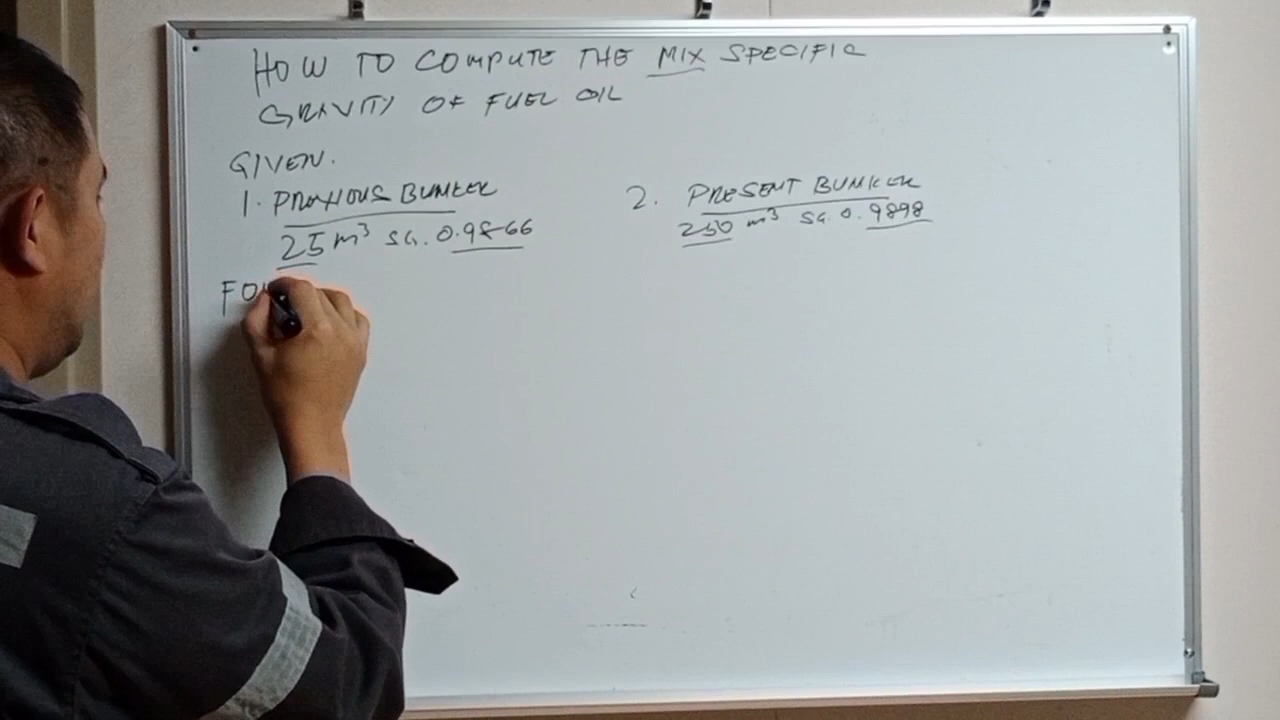 HOW TO COMPUTE THE MIX SPECIFIC
GRAVITY OF FUEL OIL
GIVEN.
1. PREVIOUS BUNKER
25 m³ SG. 0.9866
2. PRESENT BUNKER
250 m³ SG. 0.9898
FO